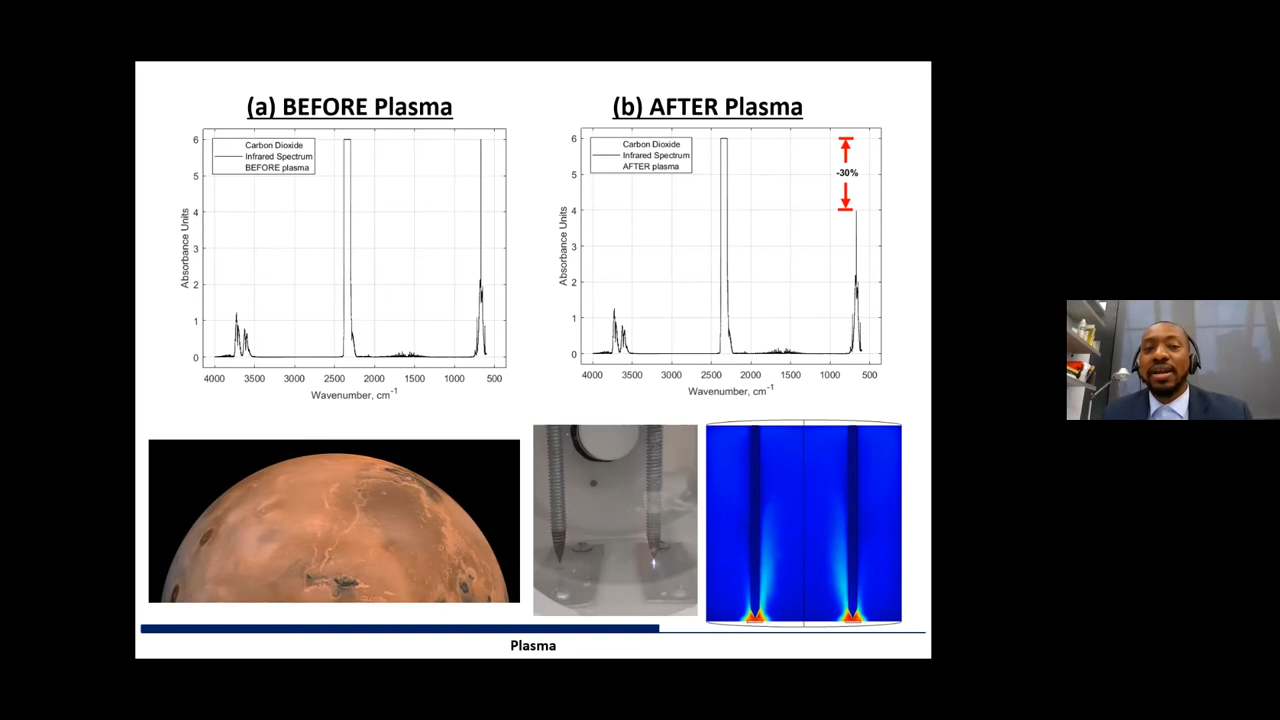 (a) BEFORE Plasma
6
5
4
3
2
1
0
Absorbance Units
Carbon Dioxide
Infrared Spectrum
BEFORE plasma
4000 3500 3000 2500 2000 1500 1000 500
Wavenumber, cm-1
(b) AFTER Plasma
6
5
4
3
2
1
0
Absorbance Units
Carbon Dioxide
Infrared Spectrum
AFTER plasma
-30%
4000 3500 3000 2500 2000 1500 1000 500
Wavenumber, cm-1
Plasma